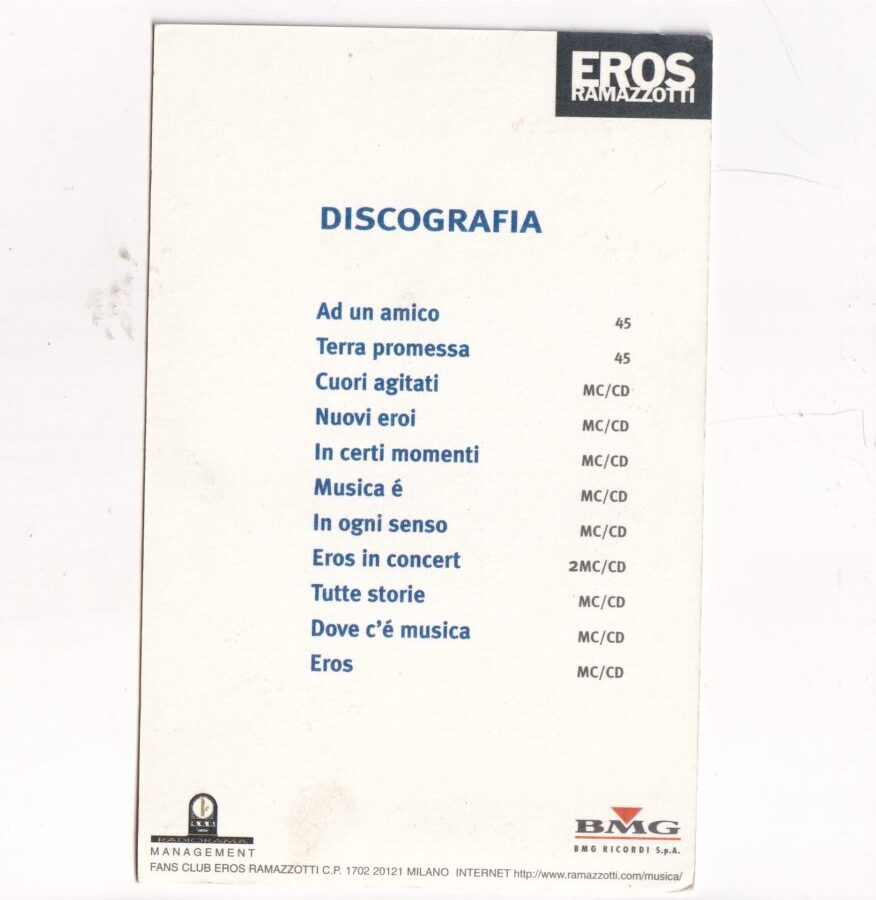 EROS
RAMAZZOTTI
DISCOGRAFIA
Ad un amico 45
Terra promessa 45
Cuori agitati MC/CD
Nuovi eroi MC/CD
In certi momenti MC/CD
Musica é MC/CD
In ogni senso MC/CD
Eros in concert 2MC/CD
Tutte storie MC/CD
Dove c'é musica MC/CD
Eros MC/CD
RADIORAMA
MANAGEMENT
BMG
BMG RICORDI S.p.A.
FANS CLUB EROS RAMAZZOTTI C.P. 1702 20121 MILANO INTERNET http://www.ramazzotti.com/musica/